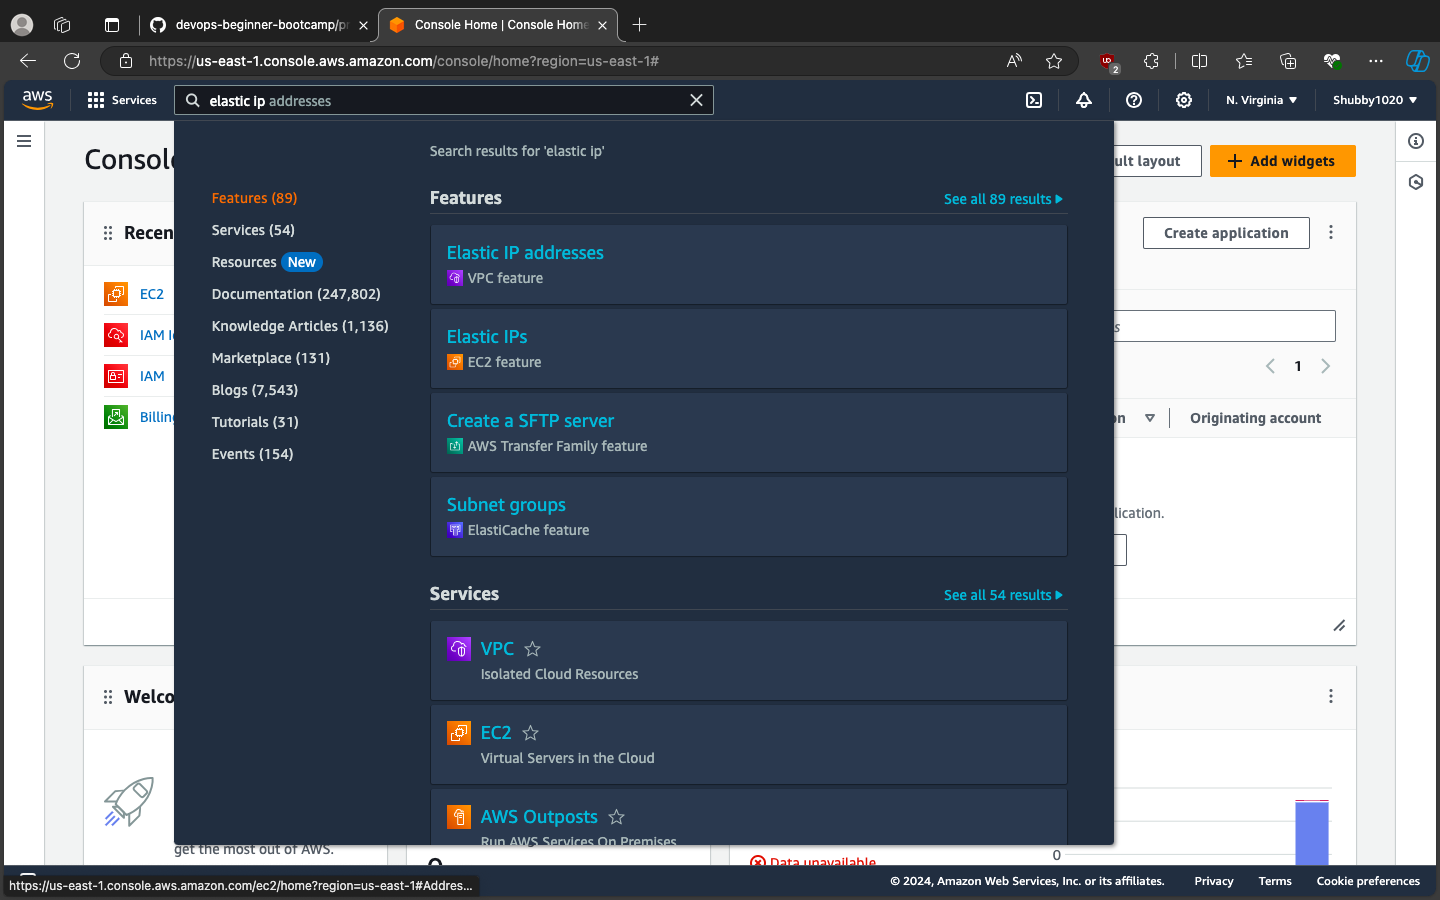 devops-beginner-bootcamp/pr
Console Home | Console Home
https://us-east-1.console.aws.amazon.com/console/home?region=us-east-1#
2
aws
Services
elastic ip addresses
N. Virginia
Shubby1020
Search results for 'elastic ip'
Console
ult layout
Add widgets
Features (89)
Services (54)
Resources New
Documentation (247,802)
Knowledge Articles (1,136)
Marketplace (131)
Blogs (7,543)
Tutorials (31)
Events (154)
Features
See all 89 results
Elastic IP addresses
VPC feature
Elastic IPs
EC2 feature
Create a SFTP server
AWS Transfer Family feature
Subnet groups
ElastiCache feature
Services
See all 54 results
VPC
Isolated Cloud Resources
EC2
Virtual Servers in the Cloud
AWS Outposts
Run AWS Services On Premises
Recen
EC2
IAM I
IAM
Billing
Create application
s
1
on
Originating account
lication.
Welco
get the most out of AWS.
0
Data unavailable
0
https://us-east-1.console.aws.amazon.com/ec2/home?region=us-east-1#Addres...
© 2024, Amazon Web Services, Inc. or its affiliates.
Privacy
Terms
Cookie preferences